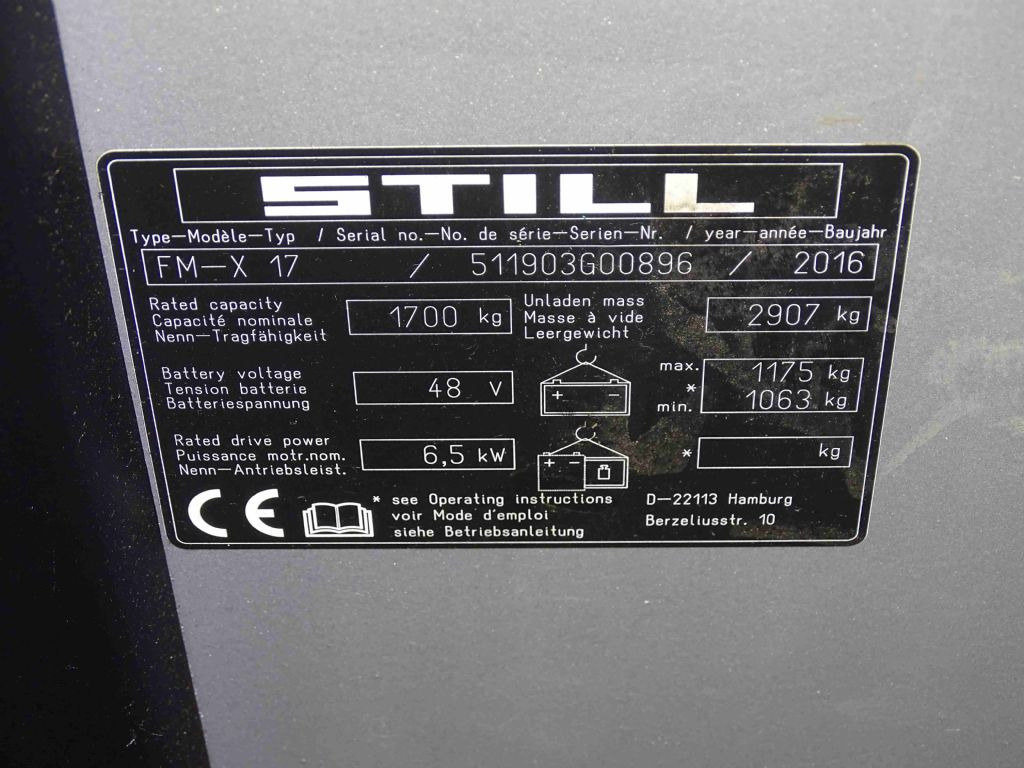 STILL
Type—Modèle—Typ / Serial no.—No. de série—Serien—Nr. / year—année—Baujahr
FM—X 17 / 511903G00896 / 2016
Rated capacity
Capacité nominale
Nenn—Tragfähigkeit
1700 kg
Unladen mass
Masse à vide
Leergewicht
2907 kg
Battery voltage
Tension batterie
Batteriespannung
48 V
+ −
max. 1175 kg
*
min. 1063 kg
Rated drive power
Puissance motr.nom.
Nenn—Antriebsleist.
6,5 kW
+ −
* kg
CE
* see Operating instructions
voir Mode d'emploi
siehe Betriebsanleitung
D—22113 Hamburg
Berzeliusstr. 10